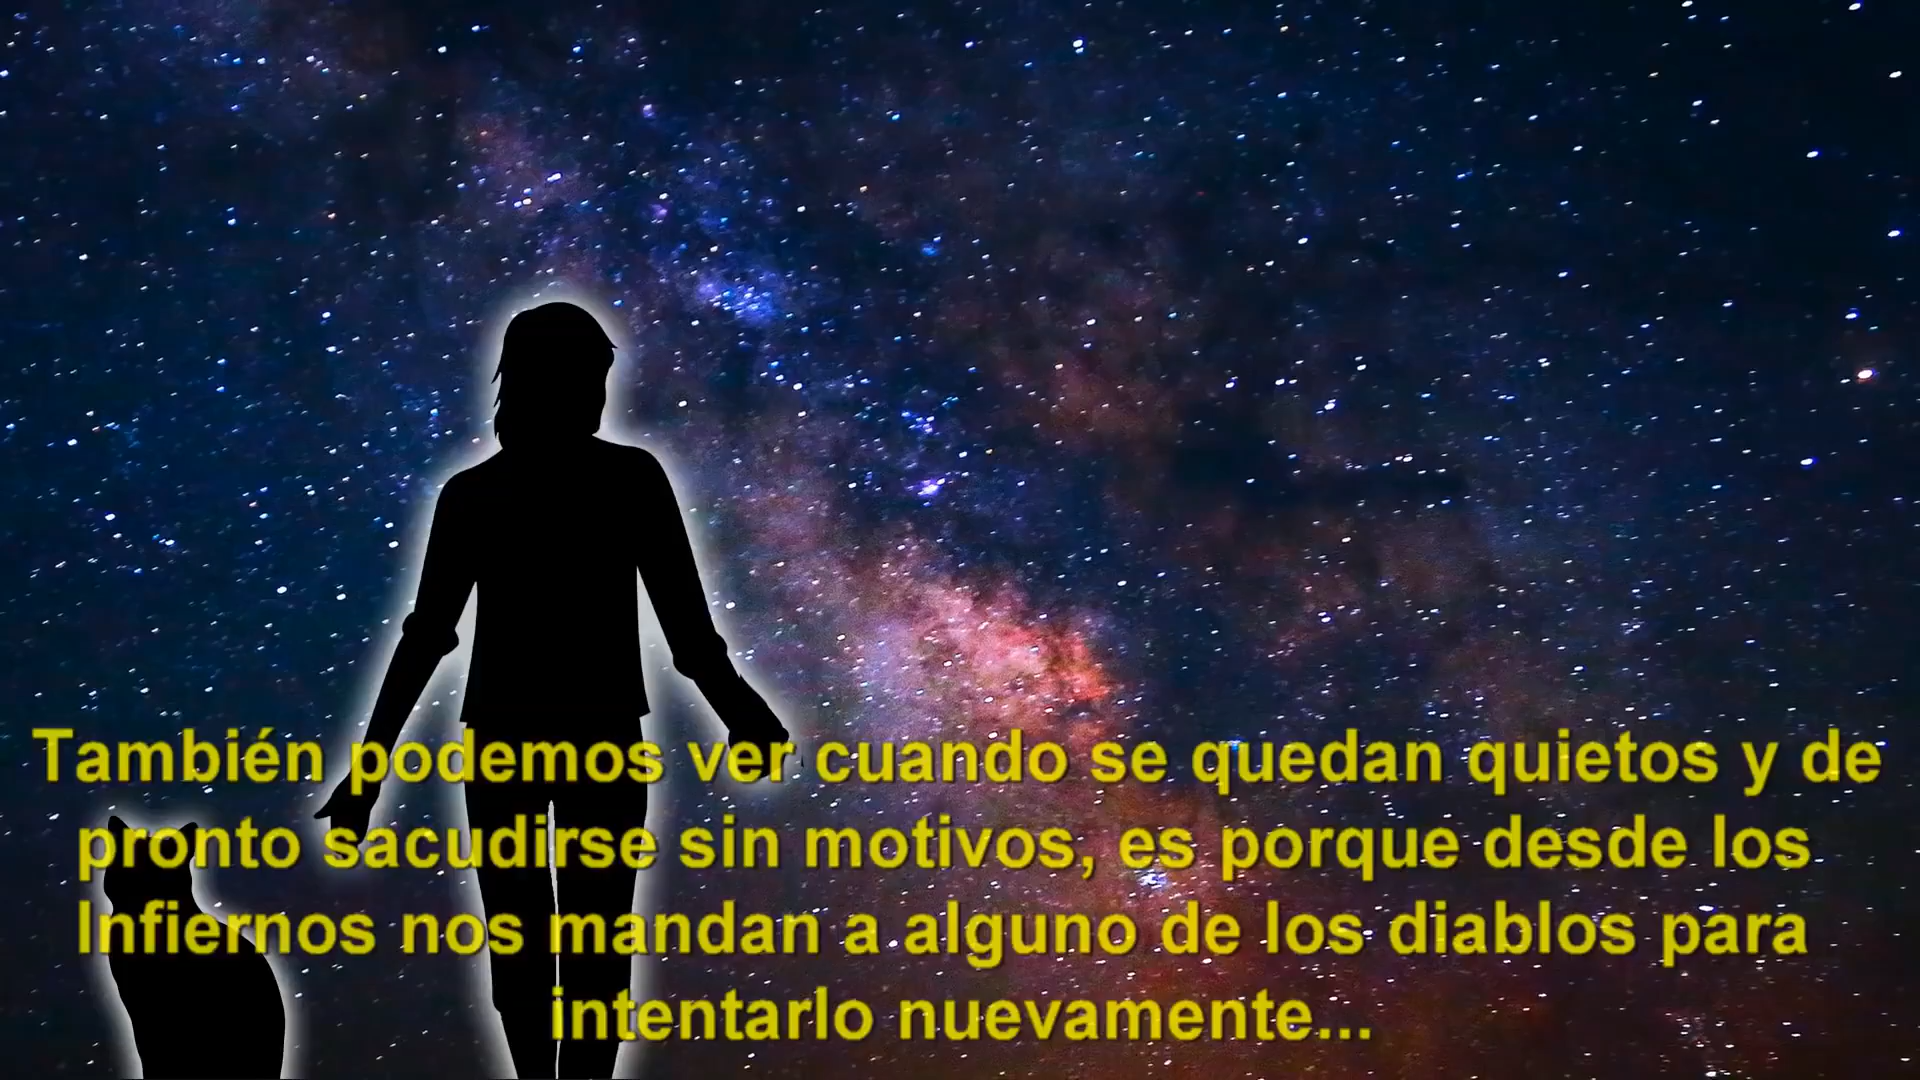 También podemos ver cuando se quedan quietos y de
pronto sacudirse sin motivos, es porque desde los
Infiernos nos mandan a alguno de los diablos para
intentarlo nuevamente...